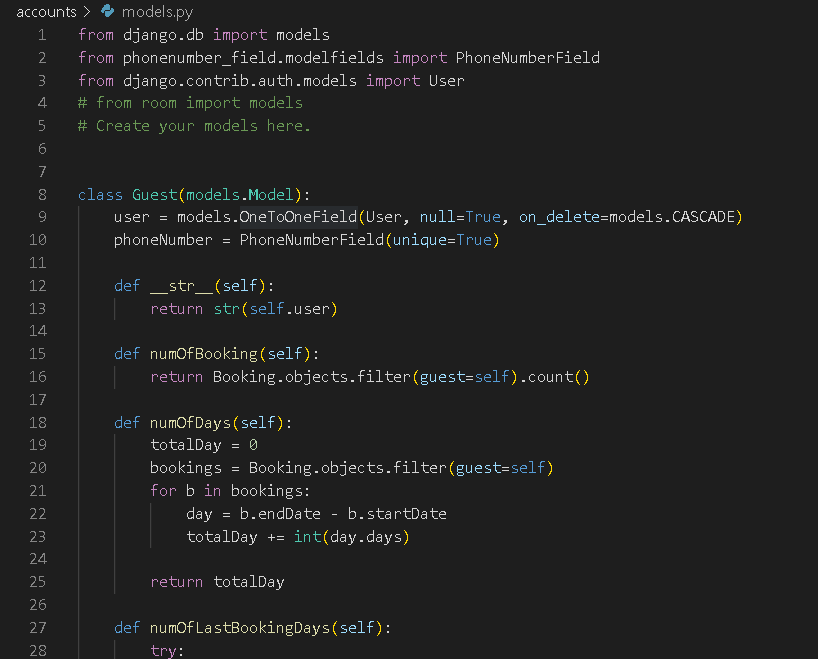 accounts > models.py
1 from django.db import models
2 from phonenumber_field.modelfields import PhoneNumberField
3 from django.contrib.auth.models import User
4 # from room import models
5 # Create your models here.
6
7
8 class Guest(models.Model):
9     user = models.OneToOneField(User, null=True, on_delete=models.CASCADE)
10     phoneNumber = PhoneNumberField(unique=True)
11
12     def __str__(self):
13         return str(self.user)
14
15     def numOfBooking(self):
16         return Booking.objects.filter(guest=self).count()
17
18     def numOfDays(self):
19         totalDay = 0
20         bookings = Booking.objects.filter(guest=self)
21         for b in bookings:
22             day = b.endDate - b.startDate
23             totalDay += int(day.days)
24
25         return totalDay
26
27     def numOfLastBookingDays(self):
28         try: